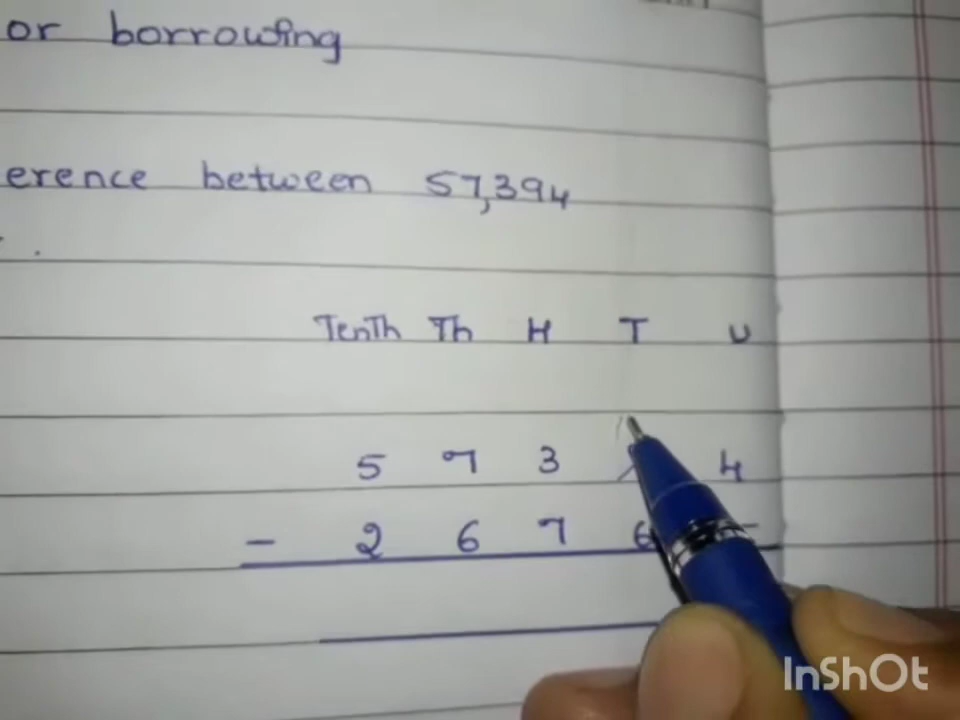 or borrowing
erence between 57,394
TenTh Th H T U
5 7 3 4
- 2 6 7 6
InShOt